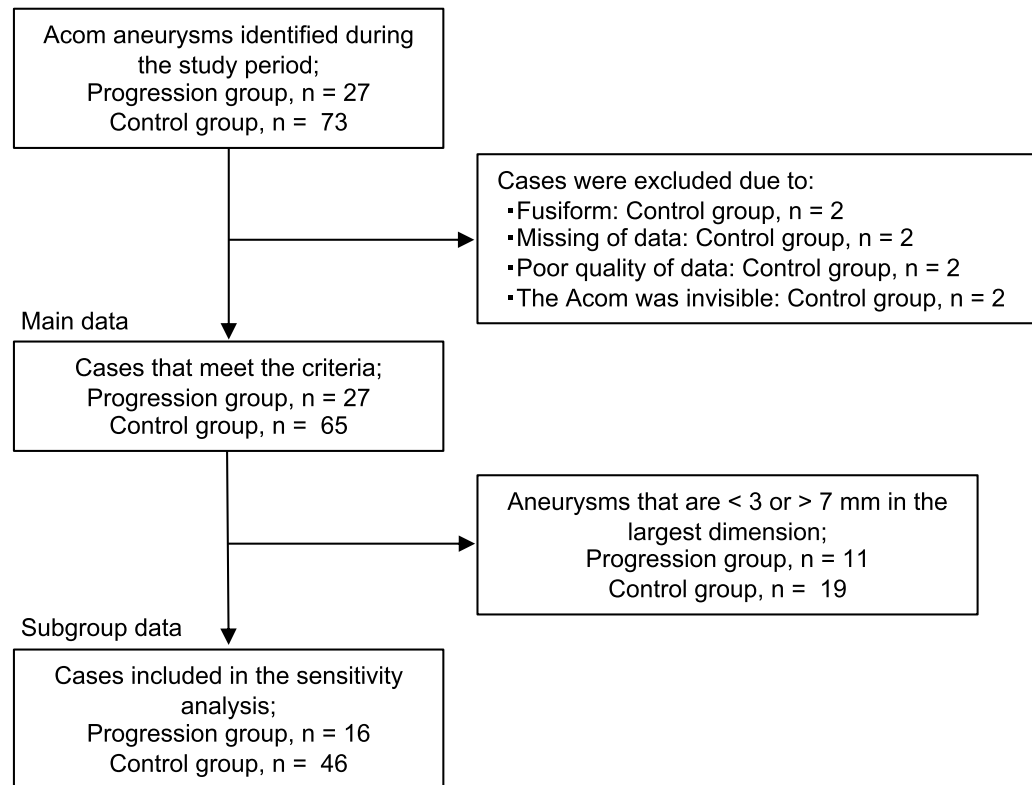 Acom aneurysms identified during
the study period;
Progression group, n = 27
Control group, n = 73
Cases were excluded due to:
・Fusiform: Control group, n = 2
・Missing of data: Control group, n = 2
・Poor quality of data: Control group, n = 2
・The Acom was invisible: Control group, n = 2
Main data
Cases that meet the criteria;
Progression group, n = 27
Control group, n = 65
Aneurysms that are < 3 or > 7 mm in the
largest dimension;
Progression group, n = 11
Control group, n = 19
Subgroup data
Cases included in the sensitivity
analysis;
Progression group, n = 16
Control group, n = 46